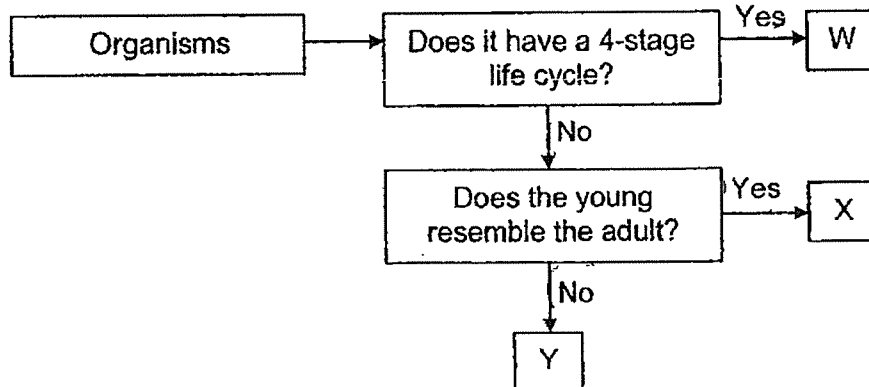 Organisms
Does it have a 4-stage
life cycle?
Yes
W
No
Does the young
resemble the adult?
Yes
X
No
Y